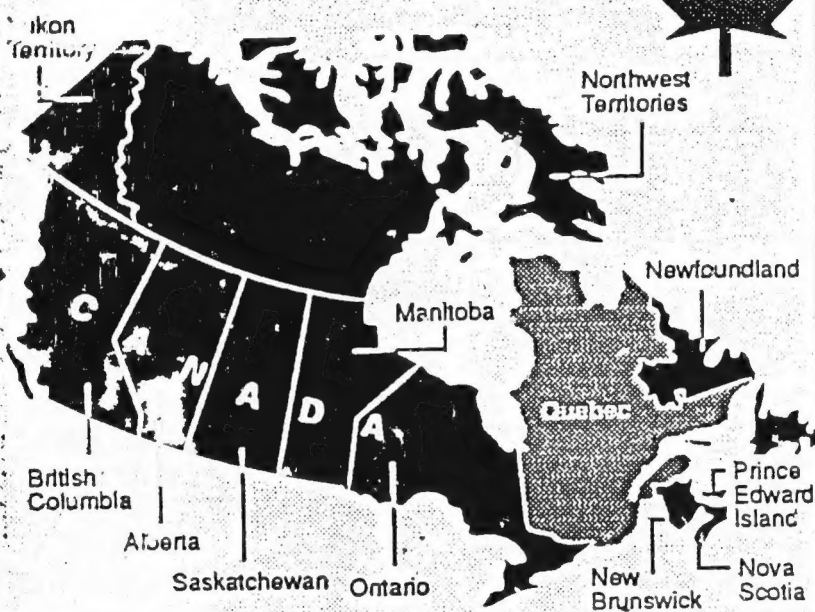 ikon
Territory
Northwest
Territories
Newfoundland
Manitoba
C A N A D A
Quebec
British
Columbia
Alberta
Saskatchewan
Ontario
Prince
Edward
Island
New
Brunswick
Nova
Scotia